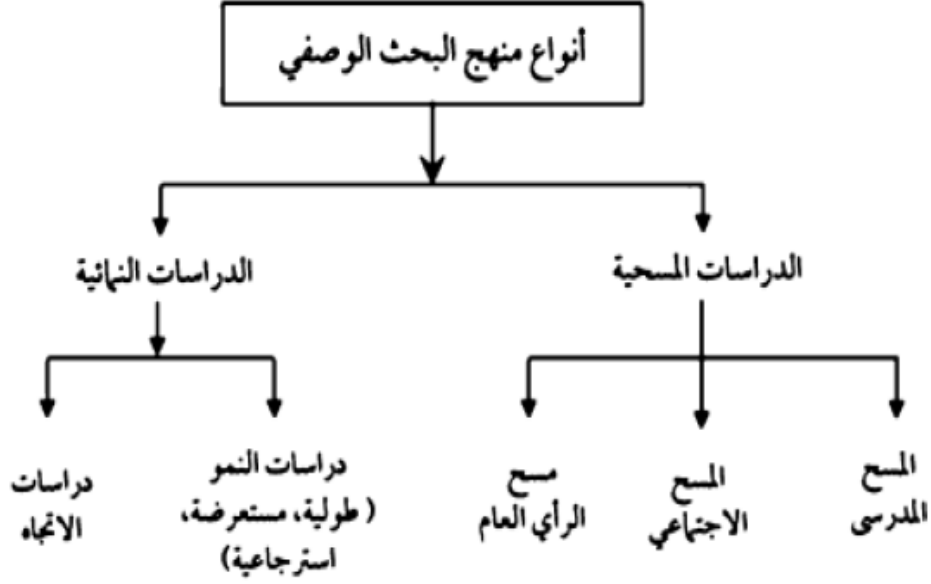 أنواع منهج البحث الوصفي
الدراسات المسحية
الدراسات النمائية
المسح
المدرسى
المسح
الاجتماعي
مسح
الرأي العام
دراسات النمو
(طولية، مستعرضة،
استرجاعية)
دراسات
الاتجاه